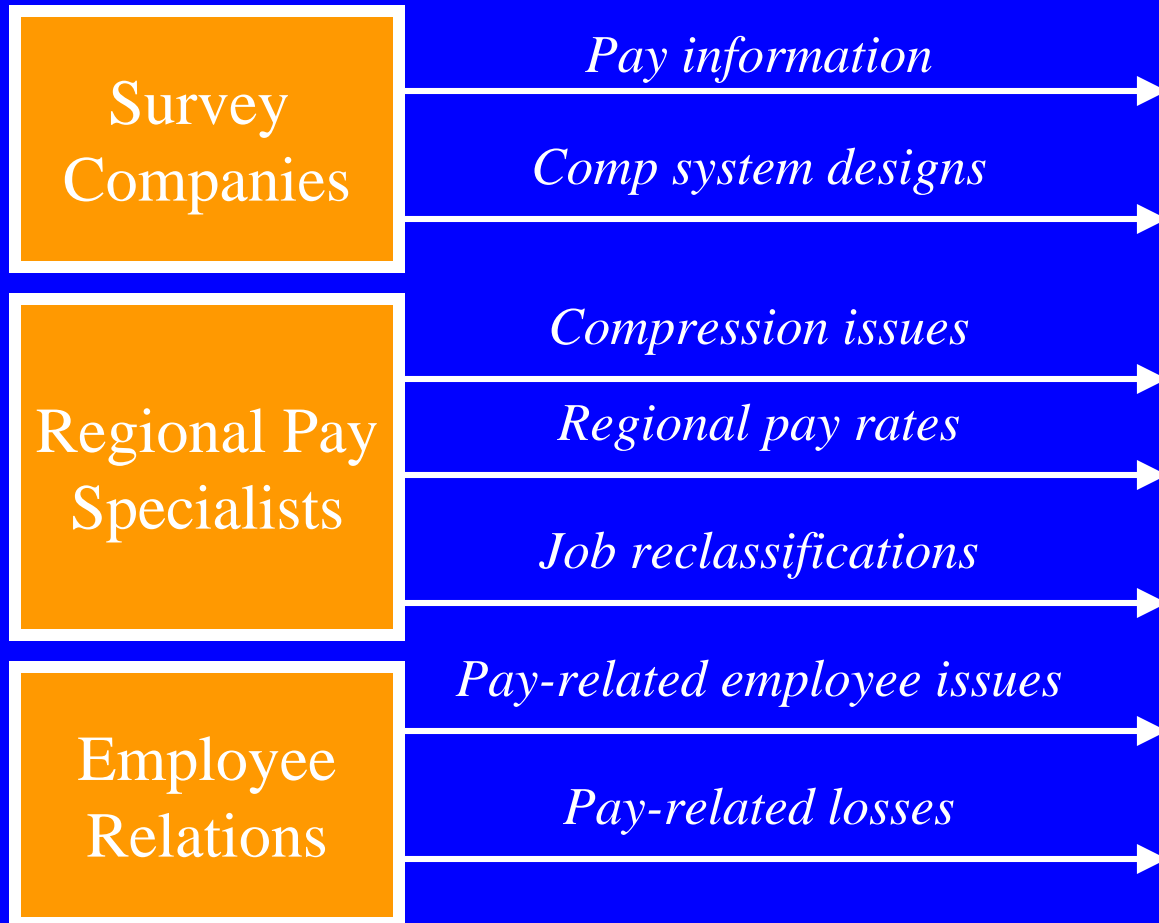 Survey
Companies
Pay information
Comp system designs
Regional Pay
Specialists
Compression issues
Regional pay rates
Job reclassifications
Employee
Relations
Pay-related employee issues
Pay-related losses